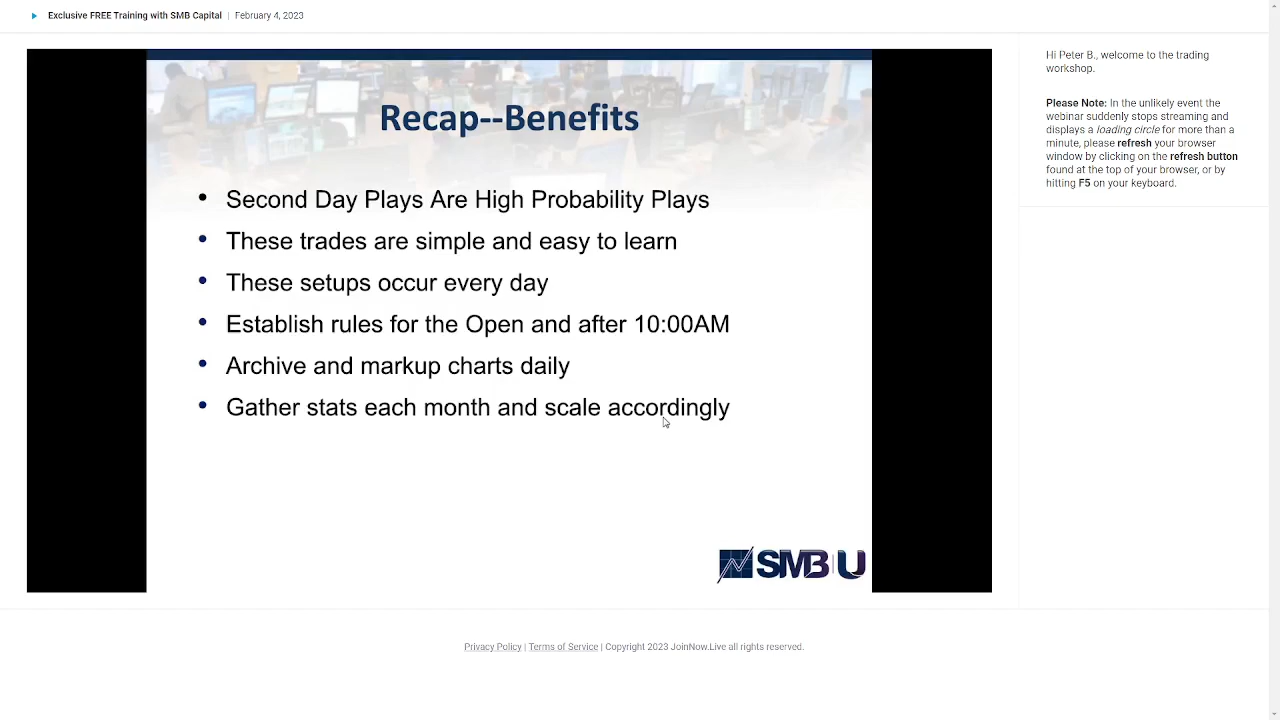 Exclusive FREE Training with SMB Capital | February 4, 2023
Recap--Benefits
• Second Day Plays Are High Probability Plays
• These trades are simple and easy to learn
• These setups occur every day
• Establish rules for the Open and after 10:00AM
• Archive and markup charts daily
• Gather stats each month and scale accordingly
SMB U
Hi Peter B., welcome to the trading
workshop.
Please Note: In the unlikely event the
webinar suddenly stops streaming and
displays a loading circle for more than a
minute, please refresh your browser
window by clicking on the refresh button
found at the top of your browser, or by
hitting F5 on your keyboard.
Privacy Policy | Terms of Service | Copyright 2023 JoinNow.Live all rights reserved.